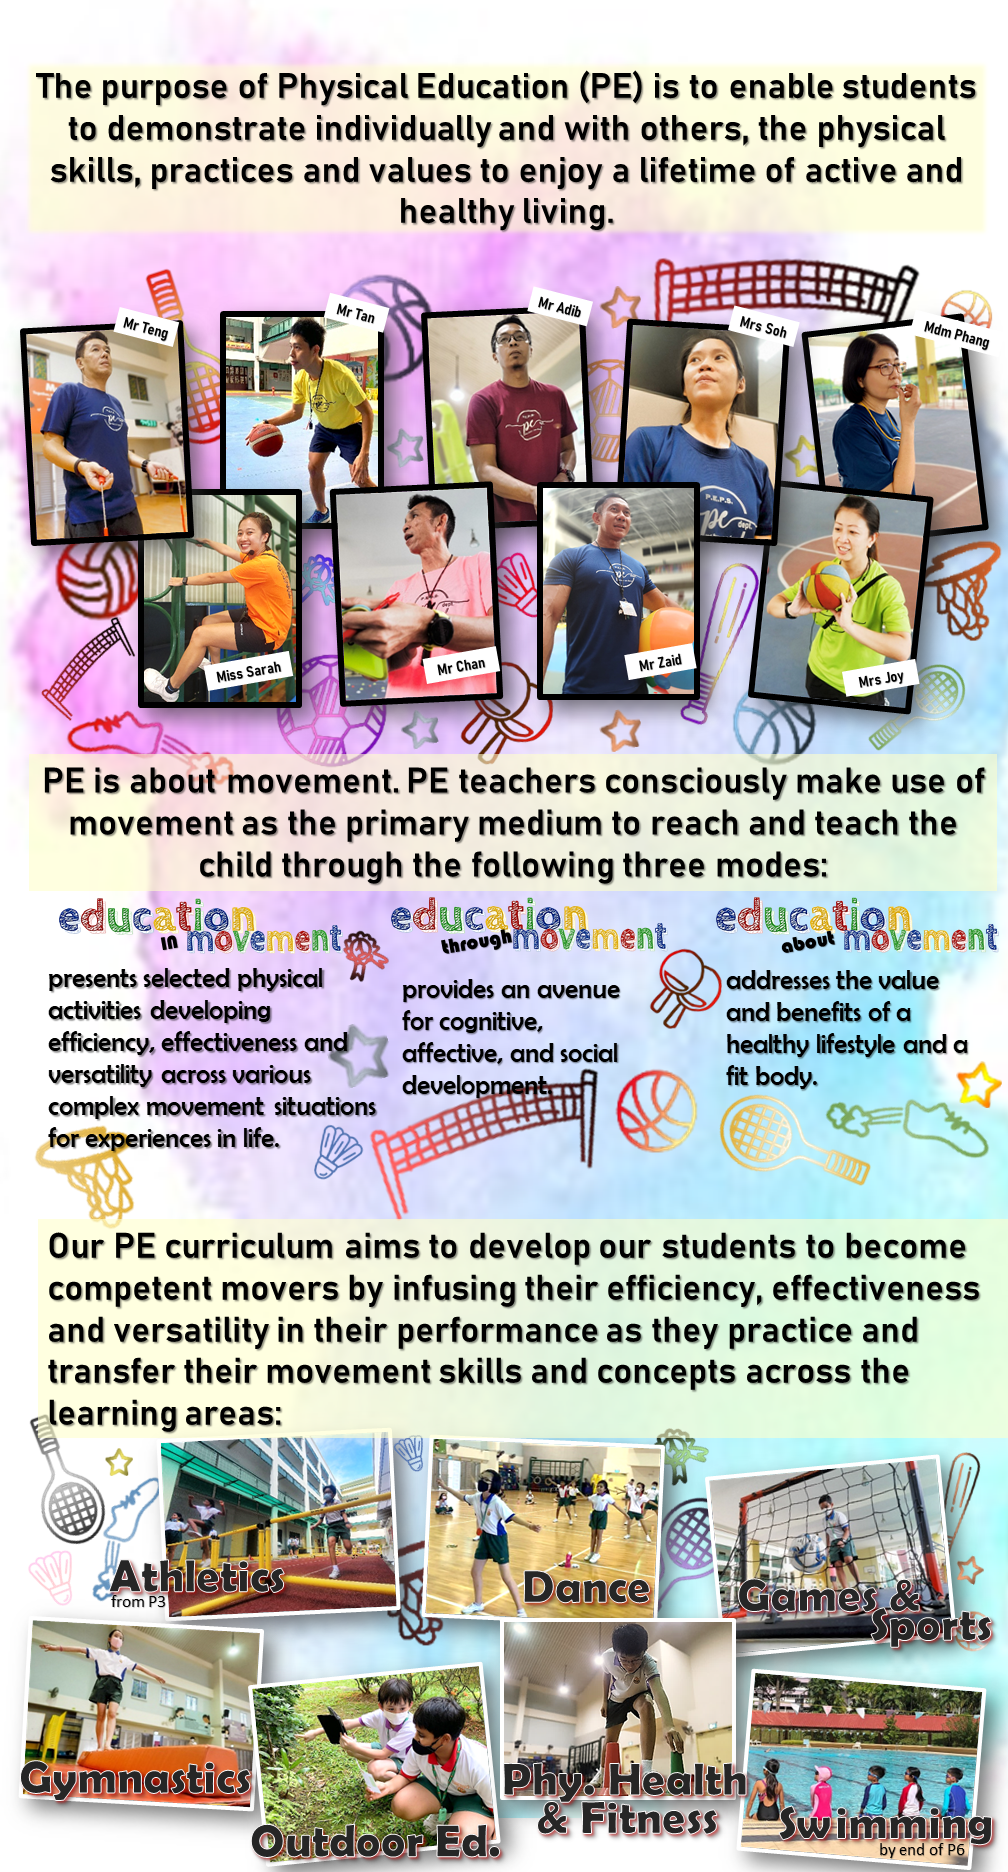 The purpose of Physical Education (PE) is to enable students
to demonstrate individually and with others, the physical
skills, practices and values to enjoy a lifetime of active and
healthy living.
Mr Teng
Mr Tan
Mr Adib
Mrs Soh
Mdm Phang
pe
pe
P.E.P.S.
pe dept.
Miss Sarah
Mr Chan
Mr Zaid
Mrs Joy
PE is about movement. PE teachers consciously make use of
movement as the primary medium to reach and teach the
child through the following three modes:
education
in movement
presents selected physical
activities developing
efficiency, effectiveness and
versatility across various
complex movement situations
for experiences in life.
education
through movement
provides an avenue
for cognitive,
affective, and social
development.
education
about movement
addresses the value
and benefits of a
healthy lifestyle and a
fit body.
Our PE curriculum aims to develop our students to become
competent movers by infusing their efficiency, effectiveness
and versatility in their performance as they practice and
transfer their movement skills and concepts across the
learning areas:
Athletics
from P3
Dance
Games &
Sports
Gymnastics
Outdoor Ed.
Phy. Health
& Fitness
Swimming
by end of P6